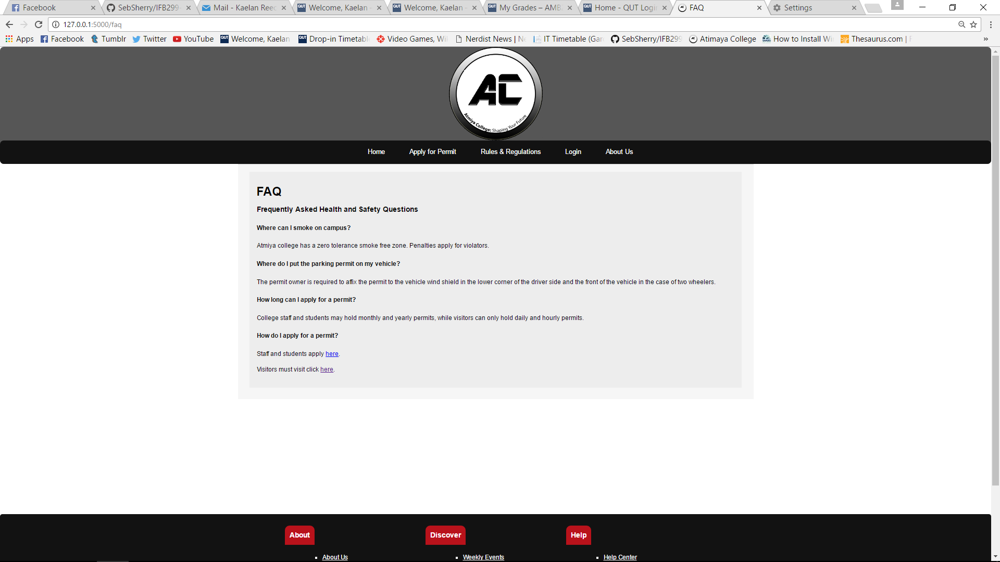 Facebook
SebSherry/IFB299-
Mail - Kaelan Reec
QUT Welcome, Kaelan -
QUT Welcome, Kaelan -
QUT My Grades – AMB
QUT Home - QUT Logi
FAQ
Settings
127.0.0.1:5000/faq
Apps
Facebook
Tumblr
Twitter
YouTube
QUT Welcome, Kaelan
QUT Drop-in Timetabl
Video Games, Wi
Nerdist News | N
IT Timetable (Gar
SebSherry/IFB299
Atimaya College
How to Install Wi
Thesaurus.com |
AC
Atmiya College: Shaping Your Future
Home
Apply for Permit
Rules & Regulations
Login
About Us
FAQ
Frequently Asked Health and Safety Questions
Where can I smoke on campus?
Atmiya college has a zero tolerance smoke free zone. Penalties apply for violators.
Where do I put the parking permit on my vehicle?
The permit owner is required to affix the permit to the vehicle wind shield in the lower corner of the driver side and the front of the vehicle in the case of two wheelers.
How long can I apply for a permit?
College staff and students may hold monthly and yearly permits, while visitors can only hold daily and hourly permits.
How do I apply for a permit?
Staff and students apply here.
Visitors must visit click here.
About
Discover
Help
About Us
Weekly Events
Help Center